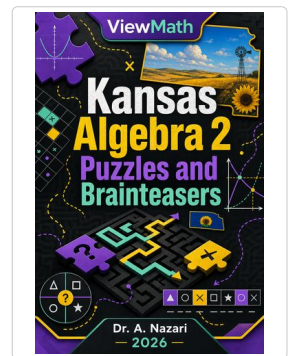 ViewMath
Kansas
Algebra 2
Puzzles and
Brainteasers
Dr. A. Nazari
2026